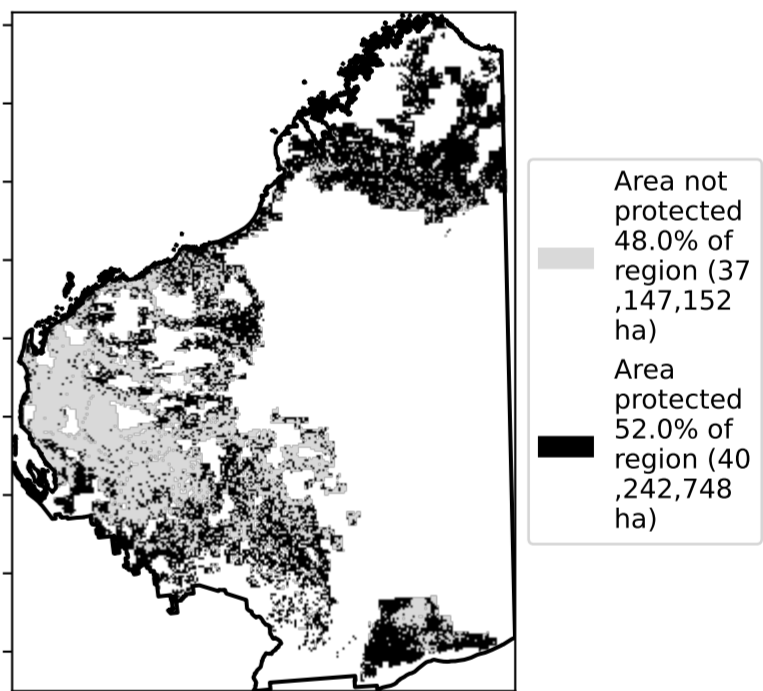 Area not
protected
48.0% of
region (37
,147,152
ha)
Area
protected
52.0% of
region (40
,242,748
ha)